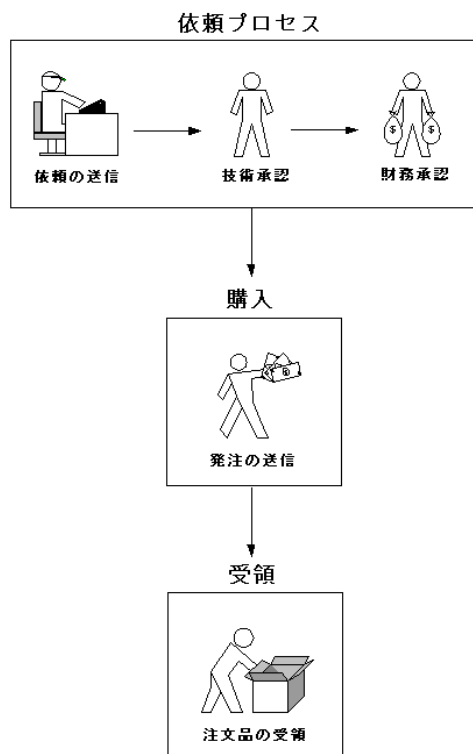 依頼プロセス
依頼の送信
技術承認
財務承認
$ $
購入
発注の送信
受領
注文品の受領